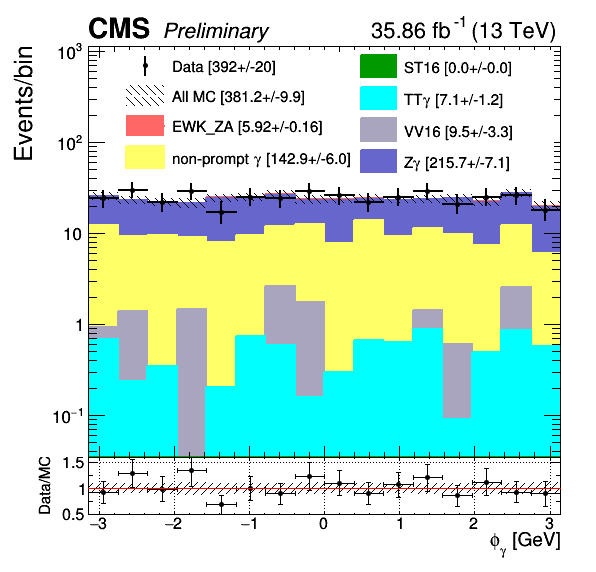 CMS Preliminary 35.86 fb⁻¹ (13 TeV)
Events/bin
10³
10²
10
1
10⁻¹
Data [392+/-20]
All MC [381.2+/-9.9]
EWK_ZA [5.92+/-0.16]
non-prompt γ [142.9+/-6.0]
ST16 [0.0+/-0.0]
TTγ [7.1+/-1.2]
VV16 [9.5+/-3.3]
Zγ [215.7+/-7.1]
Data/MC
1.5
1
0.5
−3 −2 −1 0 1 2 3
ϕγ [GeV]